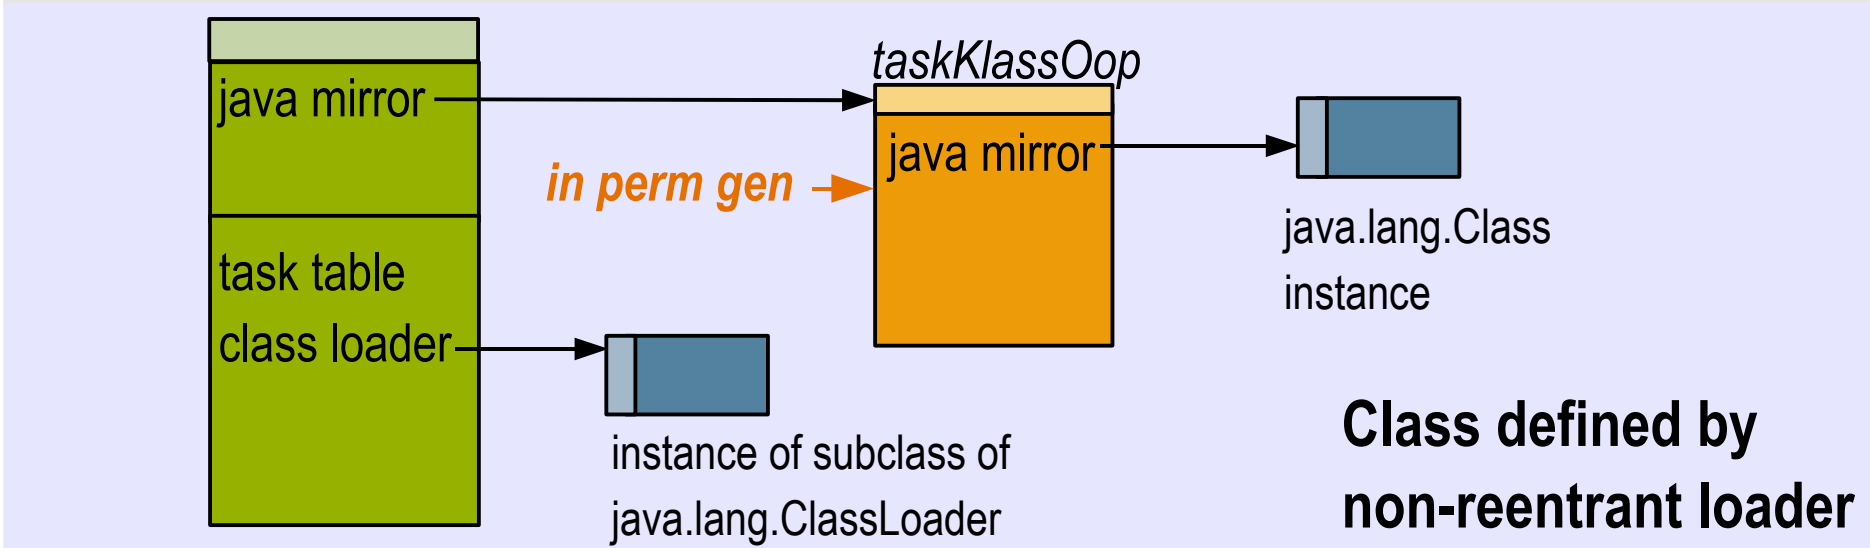 taskKlassOop
java mirror
java mirror
in perm gen
java.lang.Class
instance
task table
class loader
instance of subclass of
java.lang.ClassLoader
Class defined by
non-reentrant loader